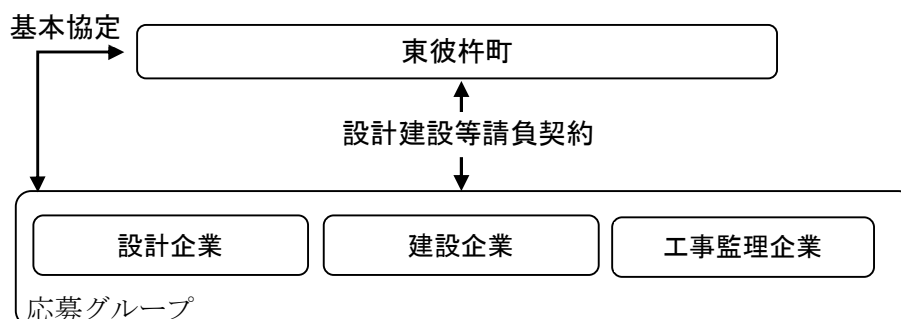 基本協定
東彼杵町
設計建設等請負契約
設計企業
建設企業
工事監理企業
応募グループ